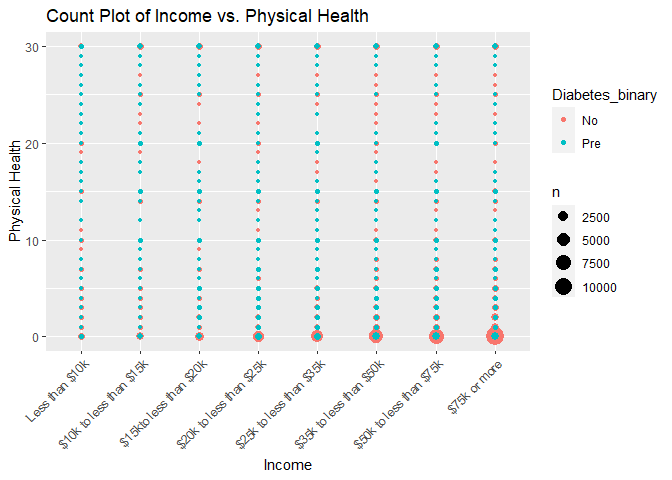 Count Plot of Income vs. Physical Health
30
20
10
0
Physical Health
Less than $10k
$10k to less than $15k
$15kto less than $20k
$20k to less than $25k
$25k to less than $35k
$35k to less than $50k
$50k to less than $75k
$75k or more
Income
Diabetes_binary
No
Pre
n
2500
5000
7500
10000